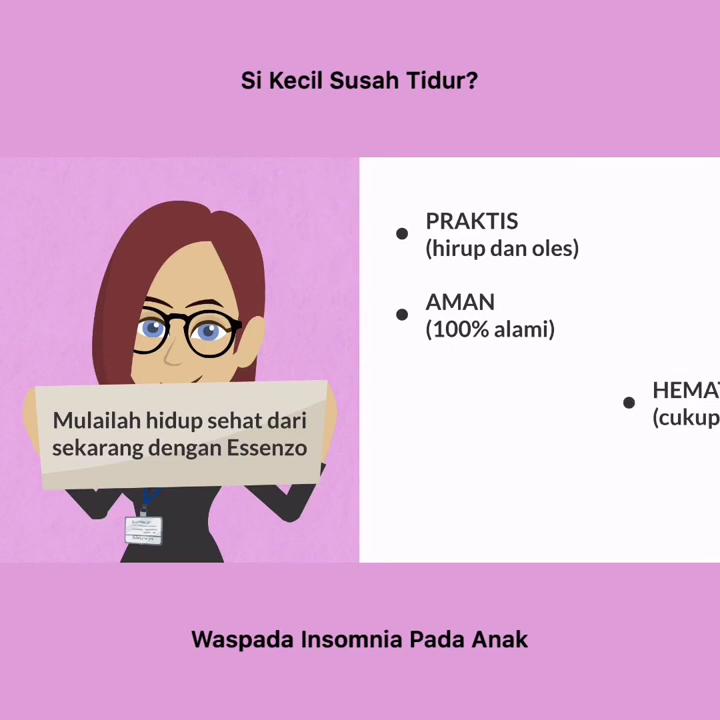 Si Kecil Susah Tidur?
Mulailah hidup sehat dari
sekarang dengan Essenzo
PRAKTIS
(hirup dan oles)
AMAN
(100% alami)
Waspada Insomnia Pada Anak